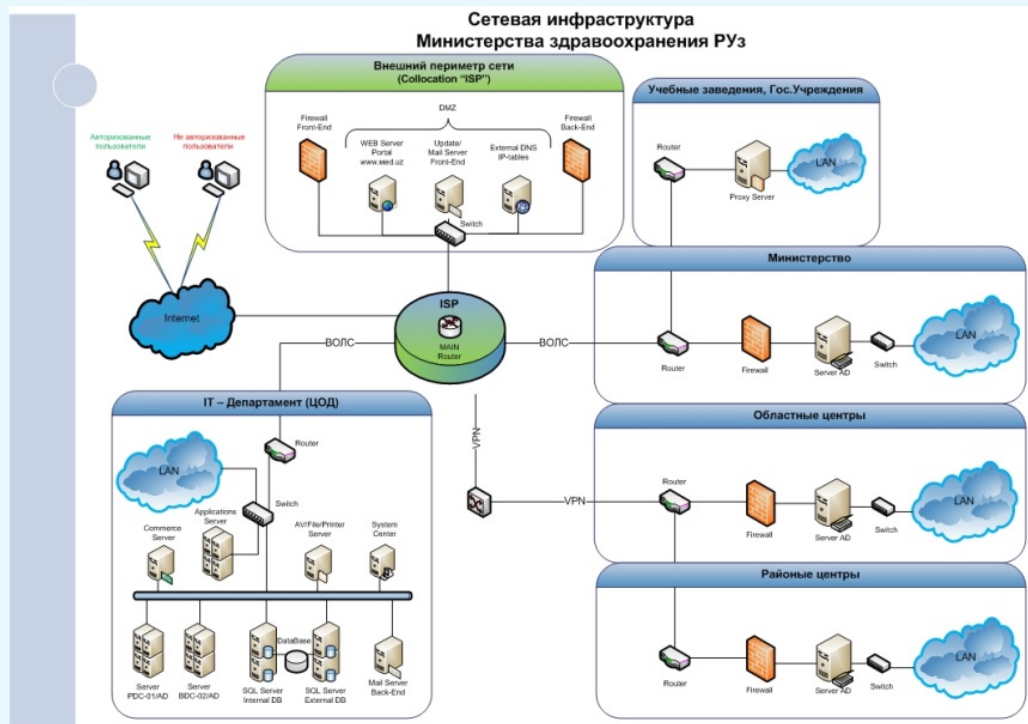 Сетевая инфраструктура
Министерства здравоохранения РУз
Внешний периметр сети
(Collocation "ISP")
DMZ
Firewall
Front-End
WEB Server
Portal
www.med.uz
Update/
Mail Server
Front-End
External DNS
IP-tables
Firewall
Back-End
Switch
Учебные заведения, Гос.Учреждения
Router
Proxy Server
LAN
Авторизованные
пользователи
Не авторизованные
пользователи
Internet
ISP
MAIN
Router
ВОЛС
ВОЛС
Министерство
Router
Firewall
Server AD
Switch
LAN
IT – Департамент (ЦОД)
Router
LAN
Switch
Commerce
Server
Applications
Server
AV/File/Printer
Server
System
Center
DataBase
Server
PDC-01/AD
Server
BDC-02/AD
SQL Server
Internal DB
SQL Server
External DB
Mail Server
Back-End
VPN
VPN
Областные центры
Router
Firewall
Server AD
Switch
LAN
Районые центры
Router
Firewall
Server AD
Switch
LAN